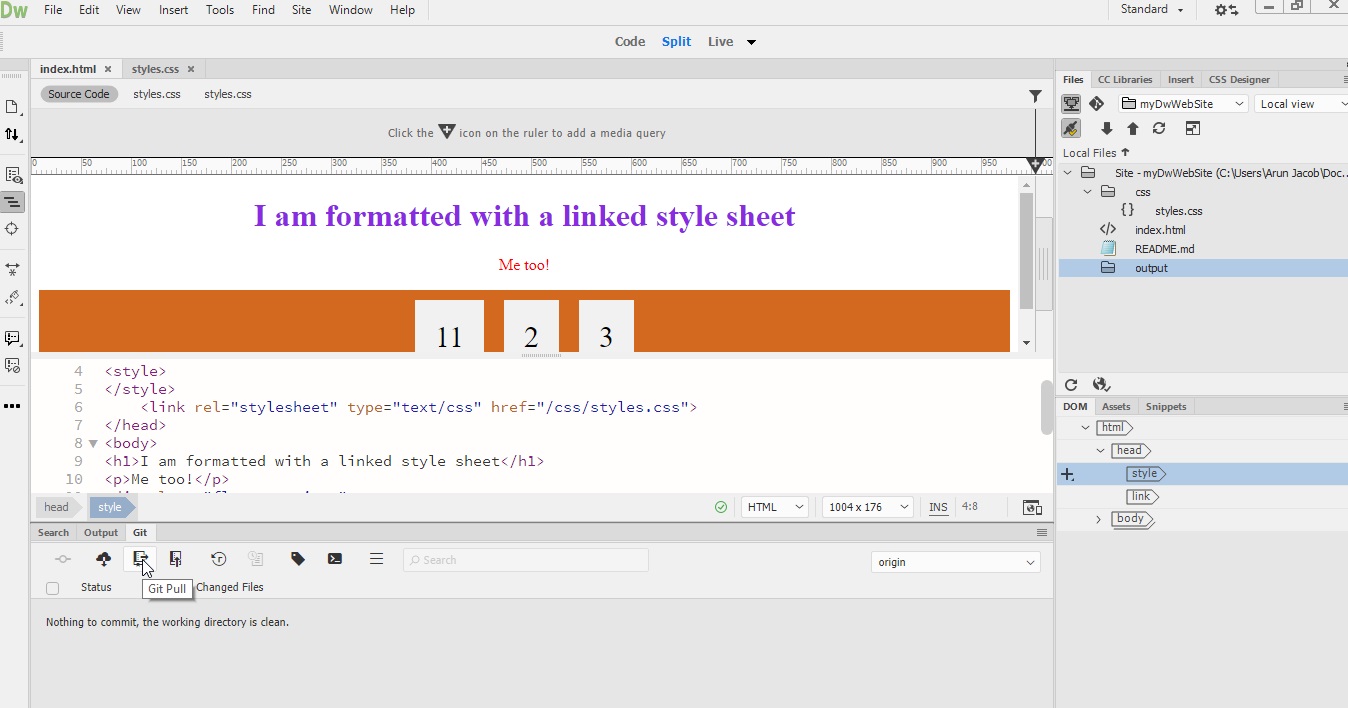 Dw File Edit View Insert Tools Find Site Window Help Standard
Code Split Live
index.html × styles.css ×
Source Code styles.css styles.css
Click the icon on the ruler to add a media query
0 50 100 150 200 250 300 350 400 450 500 550 600 650 700 750 800 850 900 950 00
I am formatted with a linked style sheet
Me too!
11 2 3
4 <style>
5 </style>
6 <link rel="stylesheet" type="text/css" href="/css/styles.css">
7 </head>
8 <body>
9 <h1>I am formatted with a linked style sheet</h1>
10 <p>Me too!</p>
head style HTML 1004 x 176 INS 4:8
Search Output Git
Search origin
Status Changed Files
Git Pull
Nothing to commit, the working directory is clean.
Files CC Libraries Insert CSS Designer
myDwWebSite Local view
Local Files
Site - myDwWebSite (C:\Users\Arun Jacob\Doc...
css
{} styles.css
</> index.html
README.md
output
DOM Assets Snippets
html
head
style
link
body